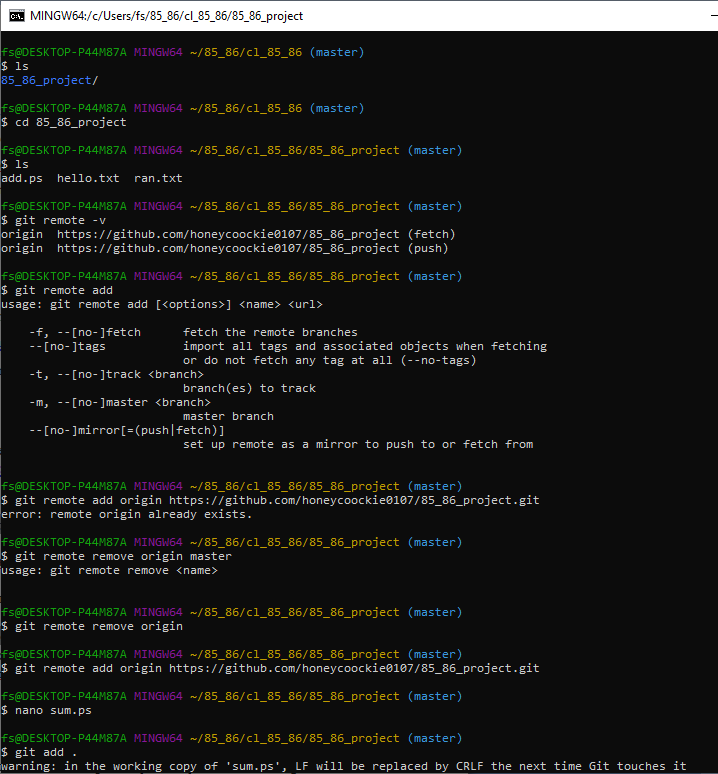 MINGW64:/c/Users/fs/85_86/cl_85_86/85_86_project
fs@DESKTOP-P44M87A MINGW64 ~/85_86/cl_85_86 (master)
$ ls
85_86_project/
fs@DESKTOP-P44M87A MINGW64 ~/85_86/cl_85_86 (master)
$ cd 85_86_project
fs@DESKTOP-P44M87A MINGW64 ~/85_86/cl_85_86/85_86_project (master)
$ ls
add.ps  hello.txt  ran.txt
fs@DESKTOP-P44M87A MINGW64 ~/85_86/cl_85_86/85_86_project (master)
$ git remote -v
origin  https://github.com/honeycoockie0107/85_86_project (fetch)
origin  https://github.com/honeycoockie0107/85_86_project (push)
fs@DESKTOP-P44M87A MINGW64 ~/85_86/cl_85_86/85_86_project (master)
$ git remote add
usage: git remote add [<options>] <name> <url>
    -f, --[no-]fetch      fetch the remote branches
    --[no-]tags           import all tags and associated objects when fetching
                          or do not fetch any tag at all (--no-tags)
    -t, --[no-]track <branch>
                          branch(es) to track
    -m, --[no-]master <branch>
                          master branch
    --[no-]mirror[=(push|fetch)]
                          set up remote as a mirror to push to or fetch from
fs@DESKTOP-P44M87A MINGW64 ~/85_86/cl_85_86/85_86_project (master)
$ git remote add origin https://github.com/honeycoockie0107/85_86_project.git
error: remote origin already exists.
fs@DESKTOP-P44M87A MINGW64 ~/85_86/cl_85_86/85_86_project (master)
$ git remote remove origin master
usage: git remote remove <name>
fs@DESKTOP-P44M87A MINGW64 ~/85_86/cl_85_86/85_86_project (master)
$ git remote remove origin
fs@DESKTOP-P44M87A MINGW64 ~/85_86/cl_85_86/85_86_project (master)
$ git remote add origin https://github.com/honeycoockie0107/85_86_project.git
fs@DESKTOP-P44M87A MINGW64 ~/85_86/cl_85_86/85_86_project (master)
$ nano sum.ps
fs@DESKTOP-P44M87A MINGW64 ~/85_86/cl_85_86/85_86_project (master)
$ git add .
warning: in the working copy of 'sum.ps', LF will be replaced by CRLF the next time Git touches it